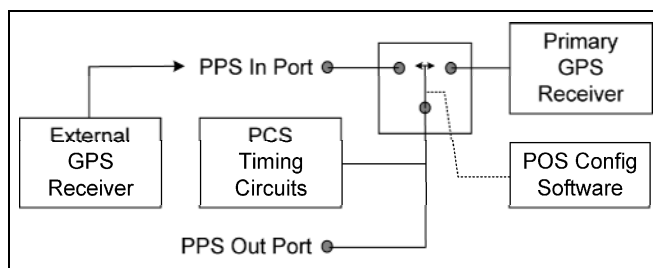 PPS In Port
Primary
GPS
Receiver
External
GPS
Receiver
PCS
Timing
Circuits
POS Config
Software
PPS Out Port